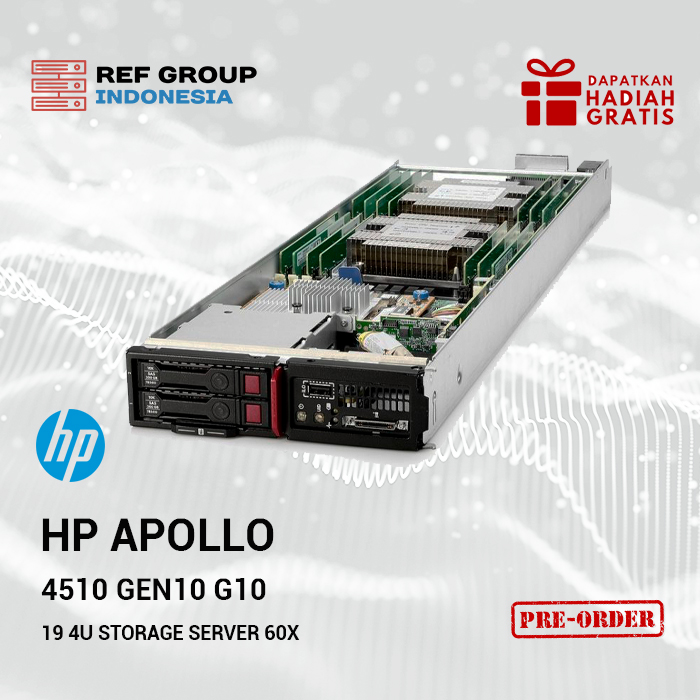 REF GROUP
INDONESIA
DAPATKAN
HADIAH
GRATIS
hp
HP APOLLO
4510 GEN10 G10
19 4U STORAGE SERVER 60X
PRE-ORDER